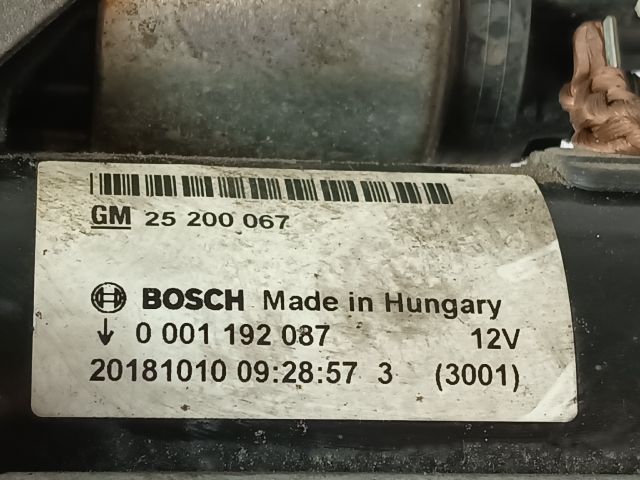 GM 25 200 067
BOSCH Made in Hungary
0 001 192 087 12V
20181010 09:28:57 3 (3001)